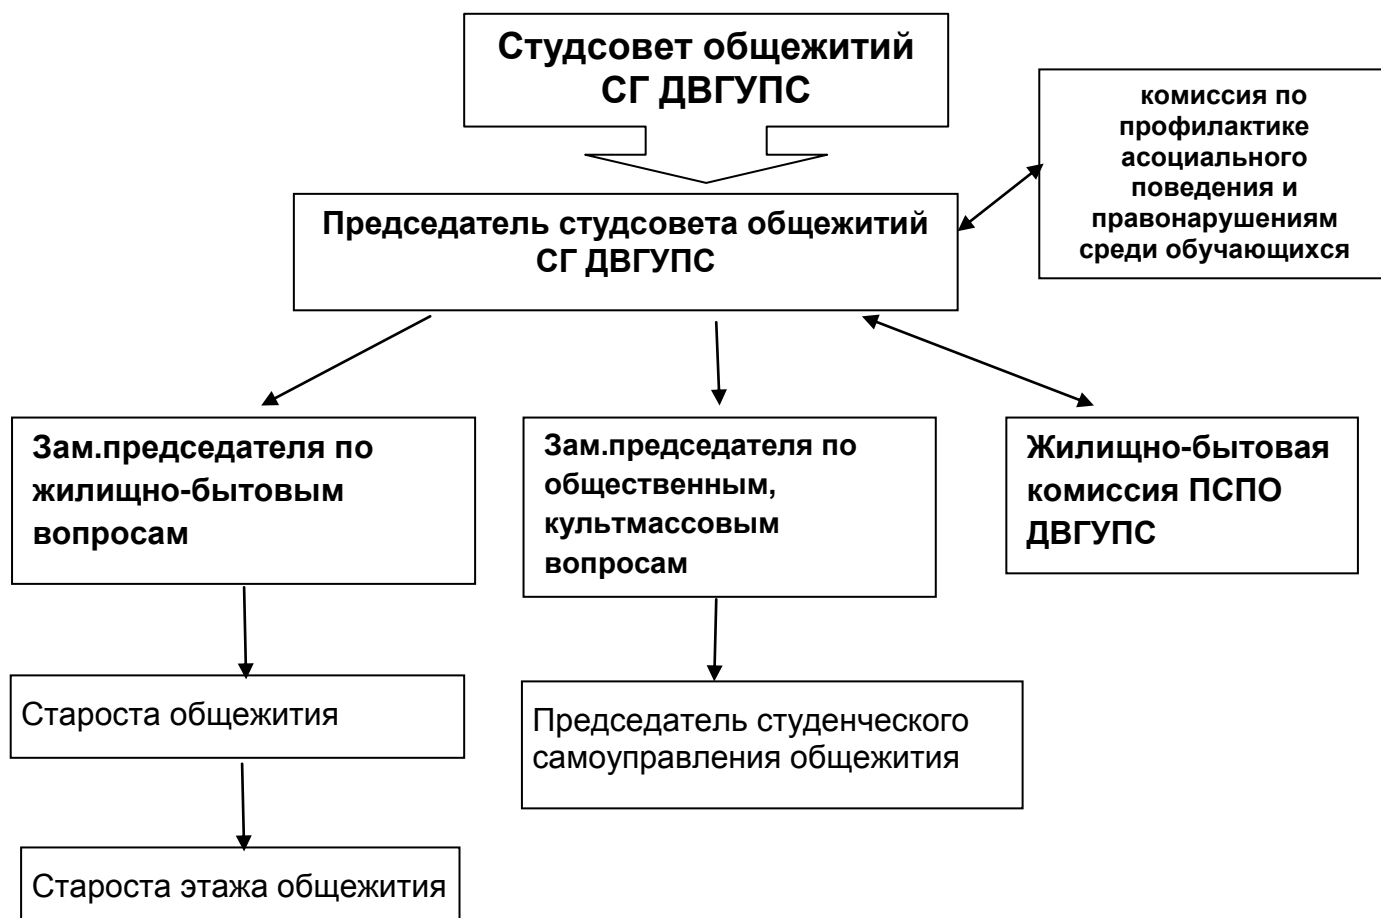 Студсовет общежитий
СГ ДВГУПС
комиссия по
профилактике
асоциального
поведения и
правонарушениям
среди обучающихся
Председатель студсовета общежитий
СГ ДВГУПС
Зам.председателя по
жилищно-бытовым
вопросам
Зам.председателя по
общественным,
культмассовым
вопросам
Жилищно-бытовая
комиссия ПСПО
ДВГУПС
Староста общежития
Председатель студенческого
самоуправления общежития
Староста этажа общежития